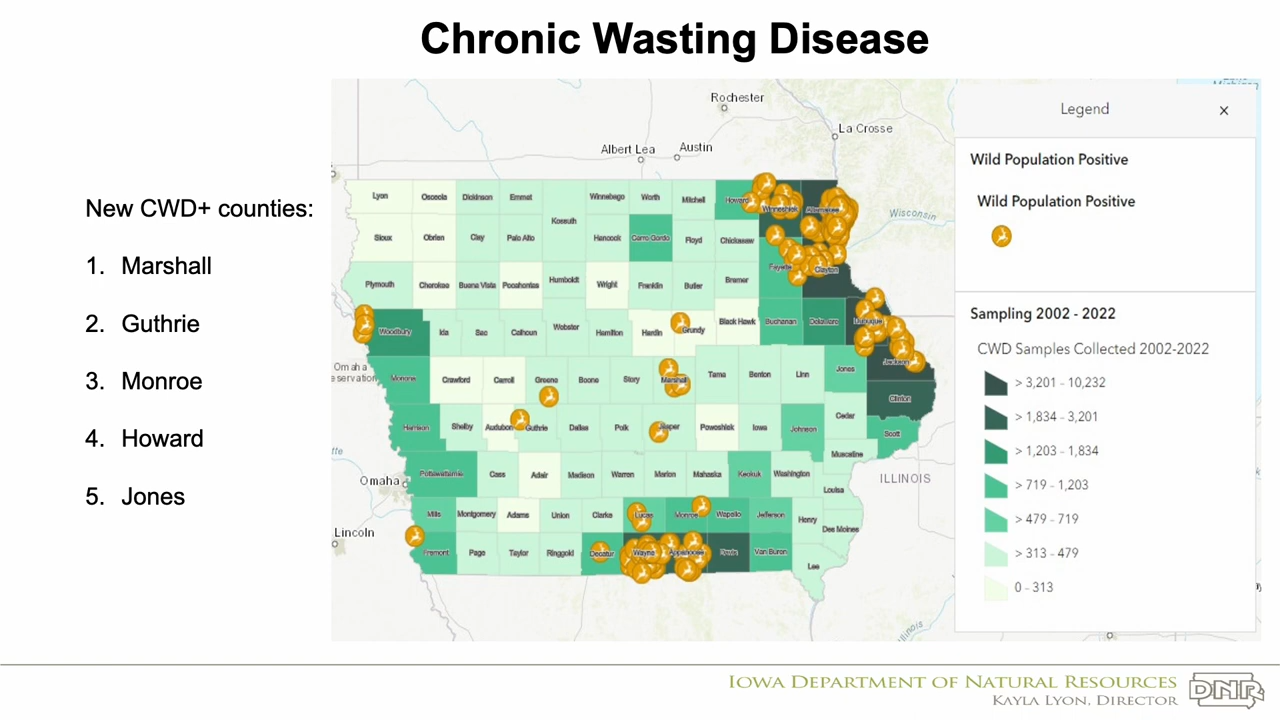 Chronic Wasting Disease
New CWD+ counties:
1. Marshall
2. Guthrie
3. Monroe
4. Howard
5. Jones
Rochester
La Crosse
Albert Lea
Austin
Wisconsin
Lyon
Osceola
Dickinson
Emmet
Winnebago
Worth
Mitchell
Howard
Winneshiek
Allamakee
Kossuth
Sioux
Obrien
Clay
Palo Alto
Hancock
Cerro Gordo
Floyd
Chickasaw
Fayette
Clayton
Plymouth
Cherokee
Buena Vista
Pocahontas
Humboldt
Wright
Franklin
Butler
Bremer
Woodbury
Ida
Sac
Calhoun
Webster
Hamilton
Hardin
Grundy
Black Hawk
Buchanan
Delaware
Dubuque
Omaha
Monona
Crawford
Carroll
Greene
Boone
Story
Marshall
Tama
Benton
Linn
Jones
Jackson
Clinton
Harrison
Shelby
Audubon
Guthrie
Dallas
Polk
Jasper
Poweshiek
Iowa
Johnson
Cedar
Scott
Muscatine
Pottawattamie
Cass
Adair
Madison
Warren
Marion
Mahaska
Keokuk
Washington
Louisa
ILLINOIS
Omaha
Mills
Montgomery
Adams
Union
Clarke
Lucas
Monroe
Wapello
Jefferson
Henry
Des Moines
Lincoln
Fremont
Page
Taylor
Ringgold
Decatur
Wayne
Appanoose
Davis
Van Buren
Lee
Illinois
Legend
×
Wild Population Positive
Wild Population Positive
Sampling 2002 - 2022
CWD Samples Collected 2002-2022
> 3,201 - 10,232
> 1,834 - 3,201
> 1,203 - 1,834
> 719 - 1,203
> 479 - 719
> 313 - 479
0 - 313
Iowa Department of Natural Resources
Kayla Lyon, Director
DNR